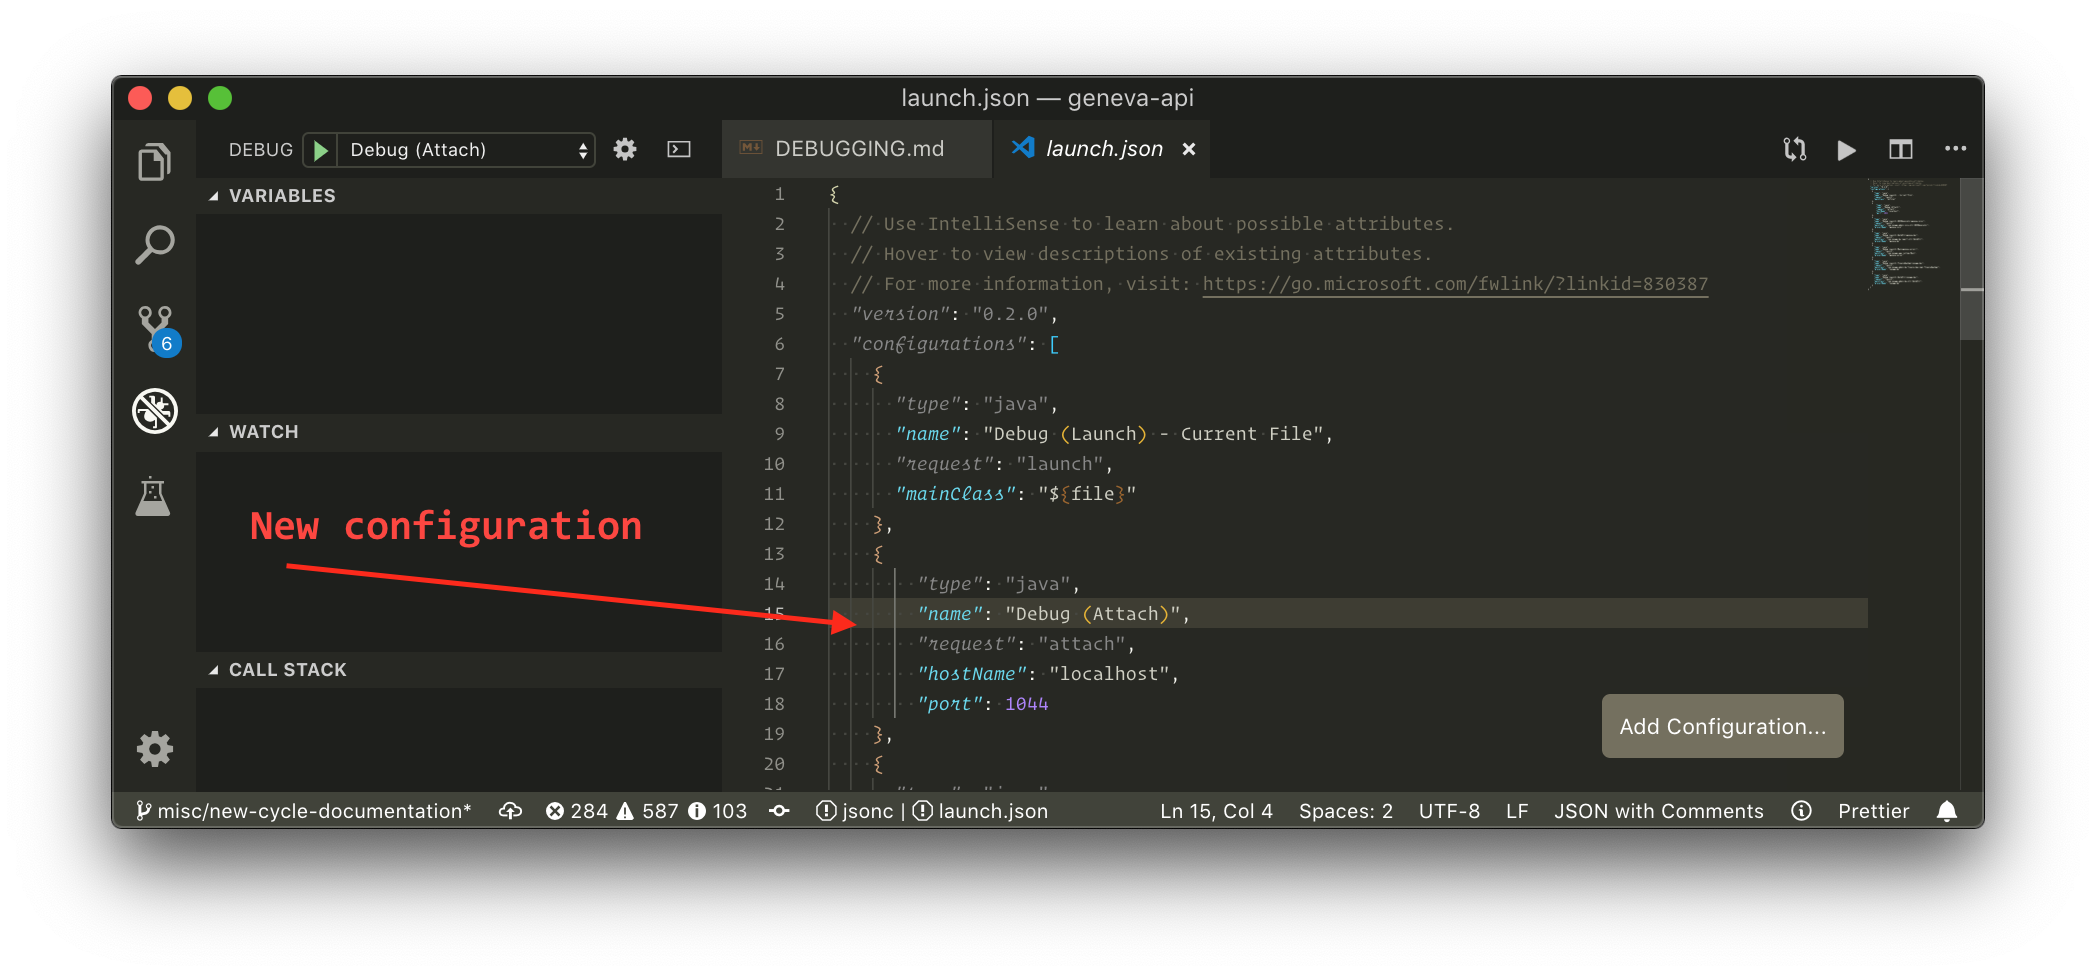 launch.json — geneva-api
DEBUG Debug (Attach)
DEBUGGING.md
launch.json
VARIABLES
WATCH
New configuration
CALL STACK
6
1 {
2 // Use IntelliSense to learn about possible attributes.
3 // Hover to view descriptions of existing attributes.
4 // For more information, visit: https://go.microsoft.com/fwlink/?linkid=830387
5 "version": "0.2.0",
6 "configurations": [
7 {
8 "type": "java",
9 "name": "Debug (Launch) - Current File",
10 "request": "launch",
11 "mainClass": "${file}"
12 },
13 {
14 "type": "java",
15 "name": "Debug (Attach)",
16 "request": "attach",
17 "hostName": "localhost",
18 "port": 1044
19 },
20 {
Add Configuration...
misc/new-cycle-documentation* 284 587 103 jsonc | launch.json Ln 15, Col 4 Spaces: 2 UTF-8 LF JSON with Comments Prettier